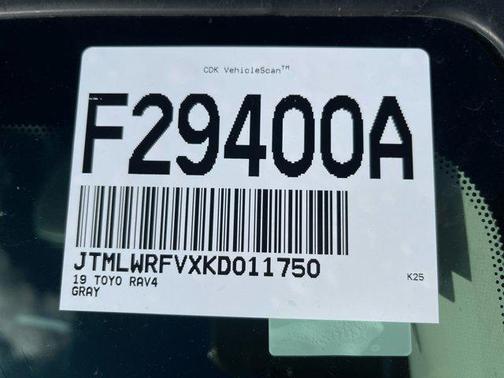 CDK VehicleScan™
F29400A
JTMLWRFVXKD011750
19 TOYO RAV4
K25
GRAY